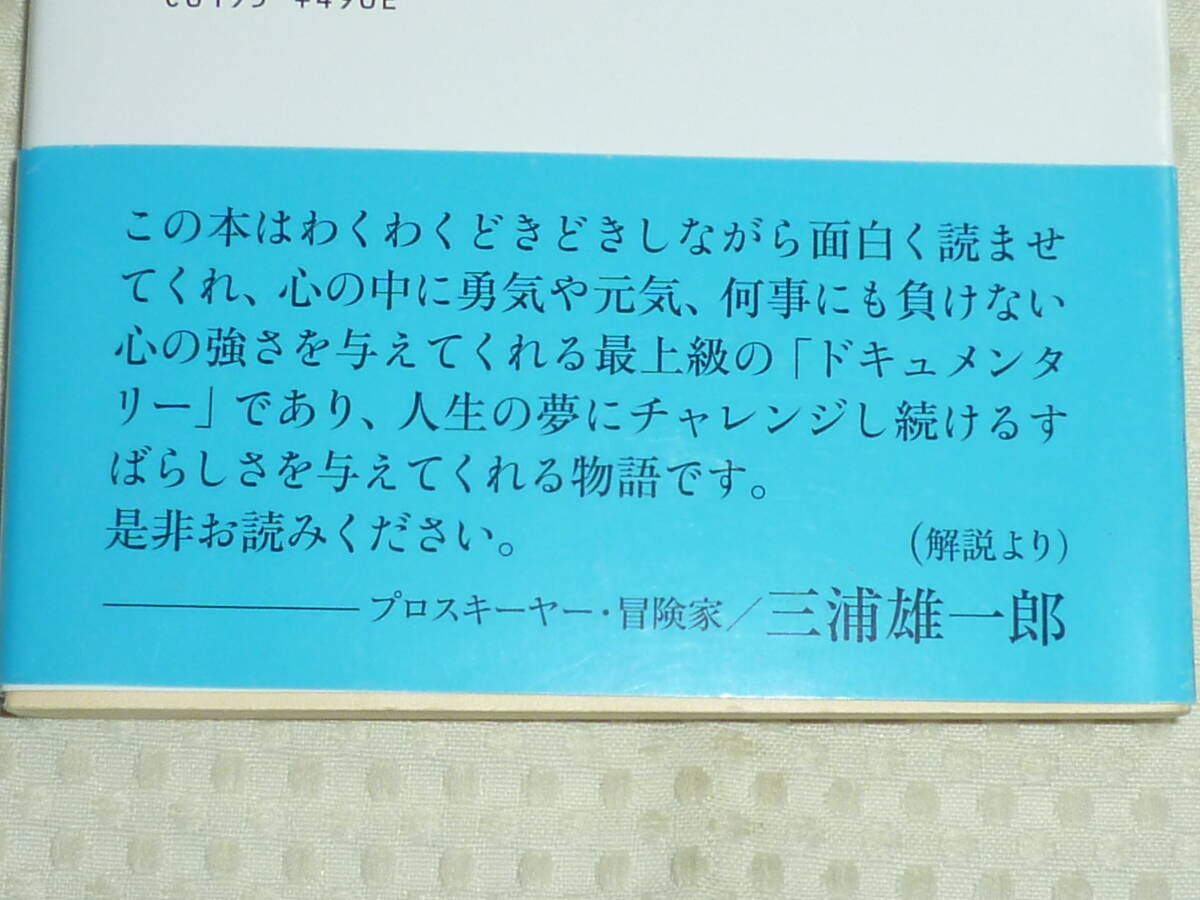 C0195 ¥490E
この本はわくわくどきどきしながら面白く読ませ
てくれ、心の中に勇気や元気、何事にも負けない
心の強さを与えてくれる最上級の「ドキュメンタ
リー」であり、人生の夢にチャレンジし続けるす
ばらしさを与えてくれる物語です。
是非お読みください。
(解説より)
プロスキーヤー・冒険家／三浦雄一郎